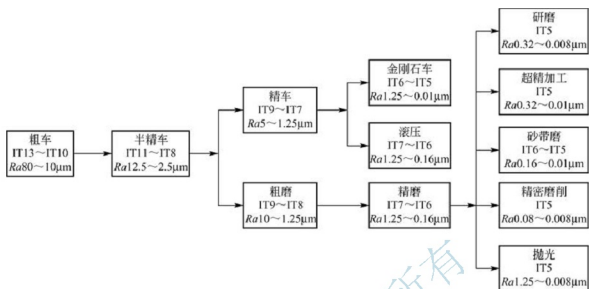 粗车
IT13～IT10
Ra80～10μm
半精车
IT11～IT8
Ra12.5～2.5μm
精车
IT9～IT7
Ra5～1.25μm
粗磨
IT9～IT8
Ra10～1.25μm
金刚石车
IT6～IT5
Ra1.25～0.01μm
滚压
IT7～IT6
Ra1.25～0.16μm
精磨
IT7～IT6
Ra1.25～0.16μm
研磨
IT5
Ra0.32～0.008μm
超精加工
IT5
Ra0.32～0.01μm
砂带磨
IT6～IT5
Ra0.16～0.01μm
精密磨削
IT5
Ra0.08～0.008μm
抛光
IT5
Ra1.25～0.008μm
所有